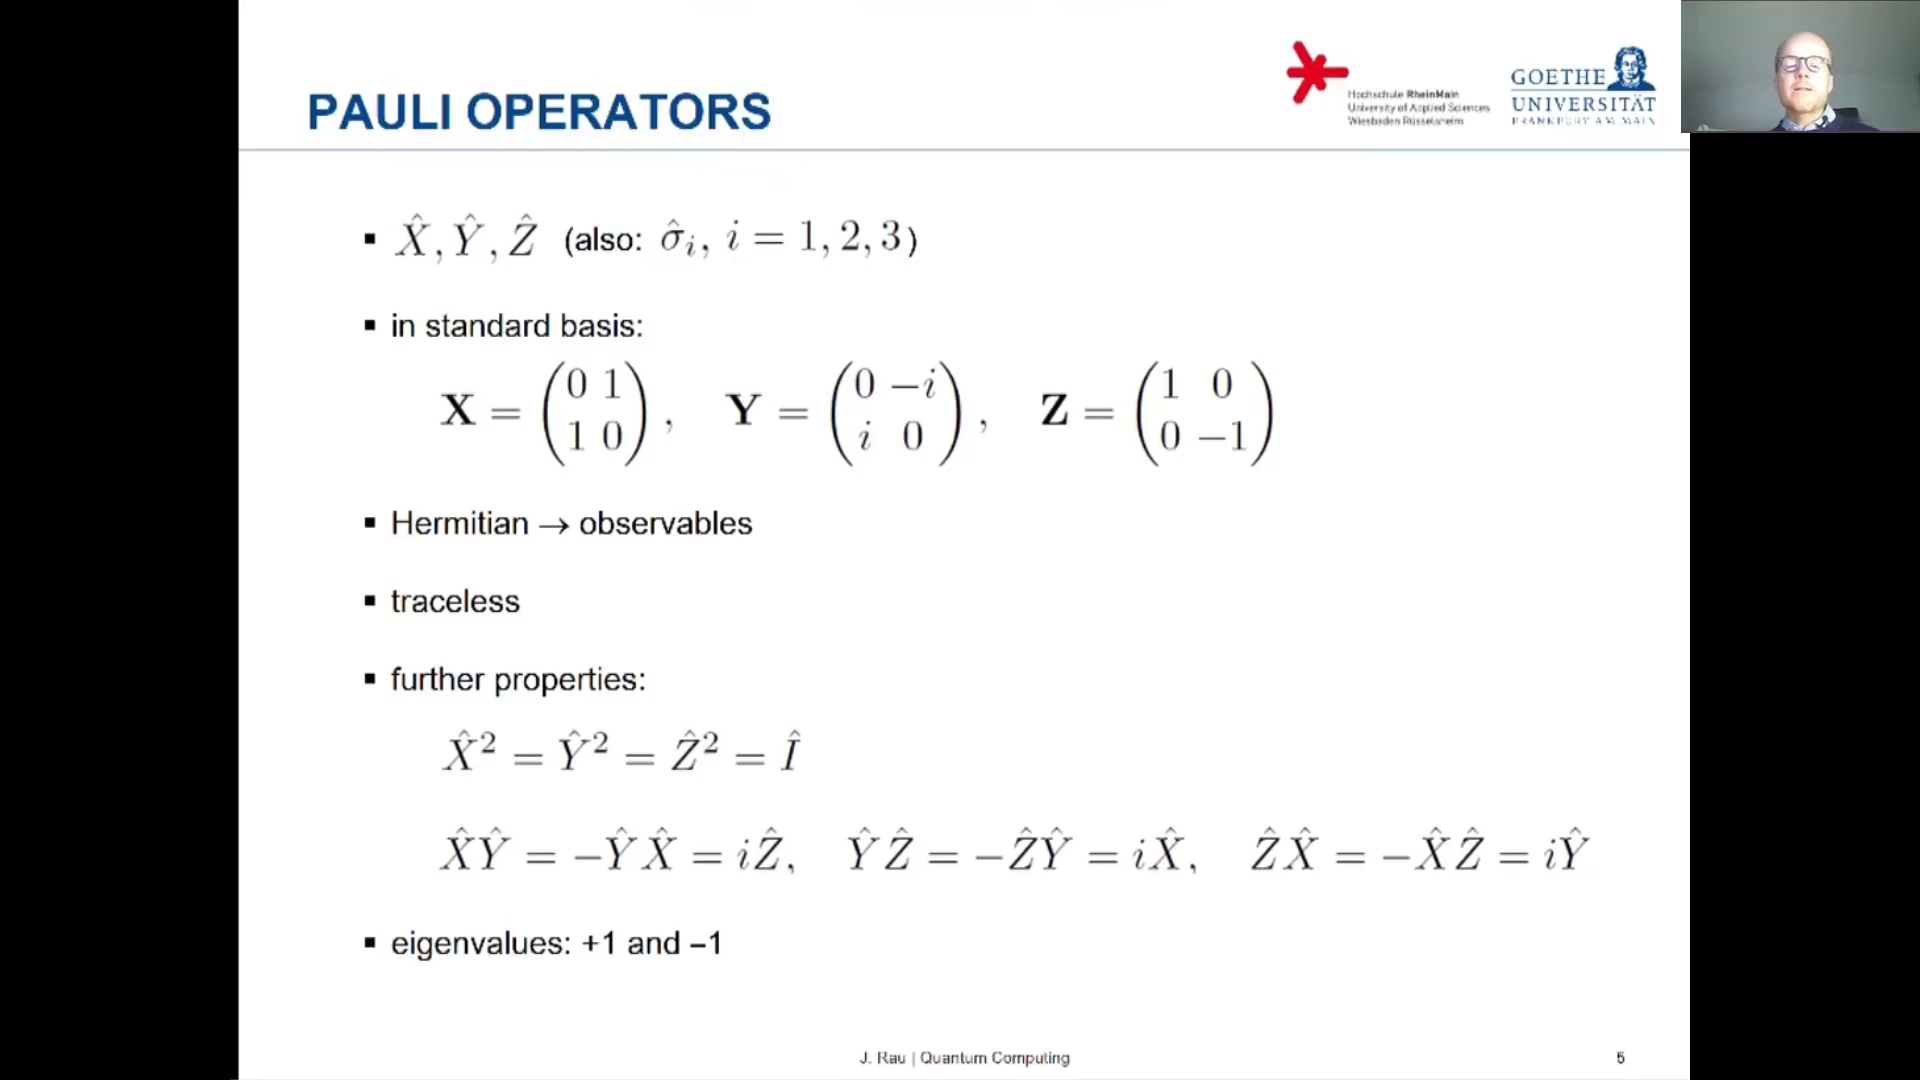 PAULI OPERATORS
Hochschule RheinMain
University of Applied Sciences
Wiesbaden Rüsselsheim
GOETHE
UNIVERSITÄT
FRANKFURT AM MAIN
▪ X̂, Ŷ, Ẑ (also: σ̂ᵢ, i = 1, 2, 3)
▪ in standard basis:
X = (0 1; 1 0), Y = (0 −i; i 0), Z = (1 0; 0 −1)
▪ Hermitian → observables
▪ traceless
▪ further properties:
X̂² = Ŷ² = Ẑ² = Î
X̂Ŷ = −ŶX̂ = iẐ, ŶẐ = −ẐŶ = iX̂, ẐX̂ = −X̂Ẑ = iŶ
▪ eigenvalues: +1 and –1
J. Rau | Quantum Computing
5